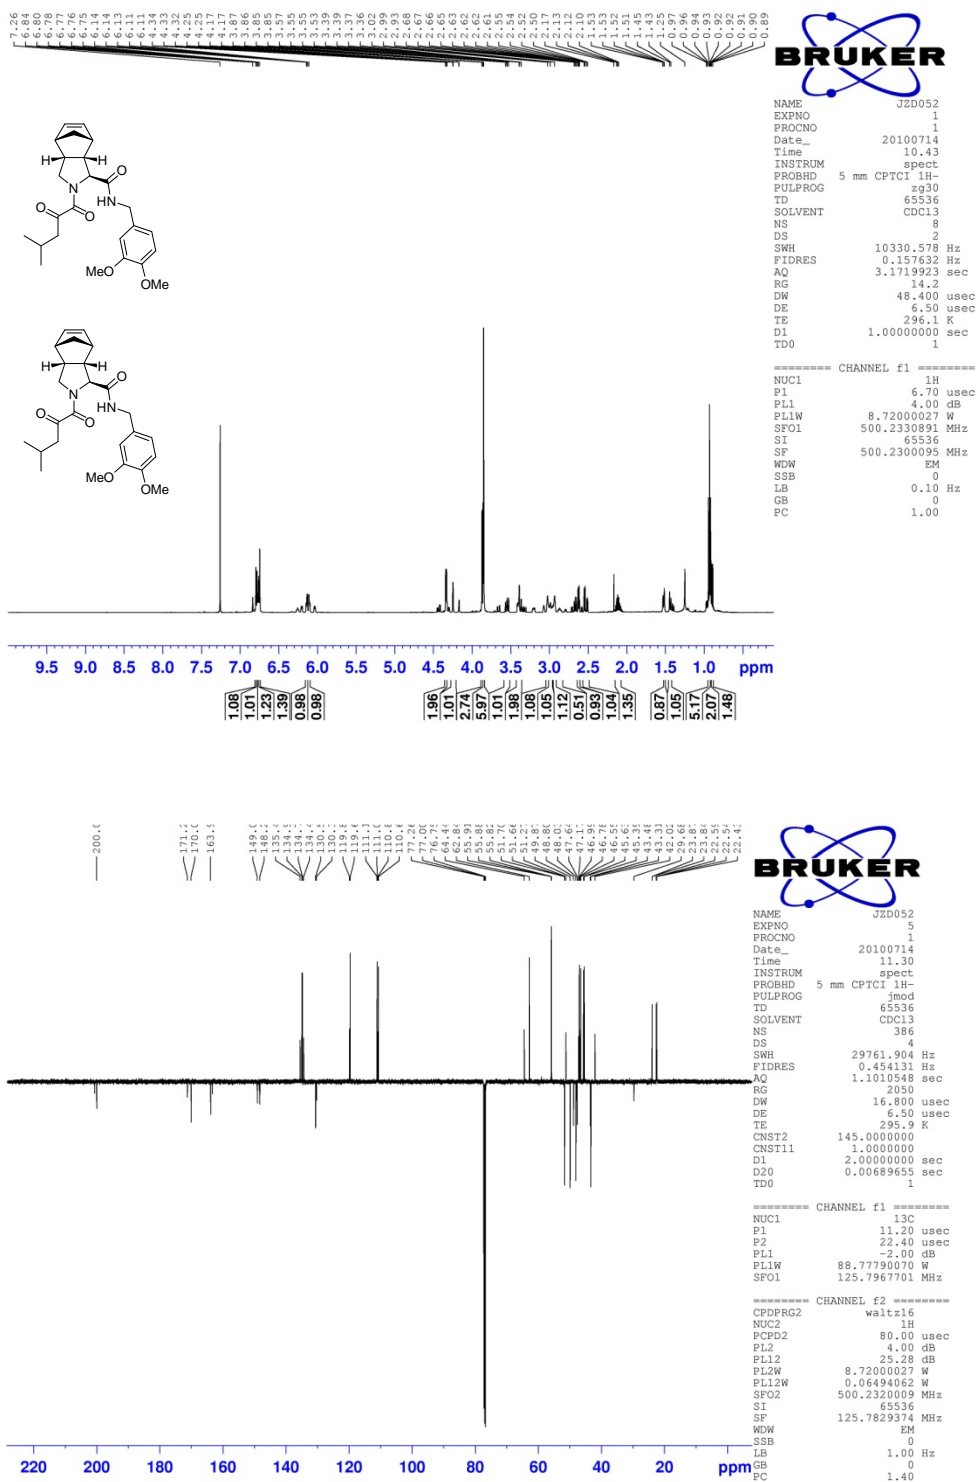 7.26 6.84 6.80 6.78 6.77 6.76 6.76 6.75 6.14 6.14 6.13 6.11 6.11 4.34 4.33 4.32 4.25 4.25 4.17 4.17 3.87 3.86 3.85 3.85 3.57 3.55 3.55 3.53 3.39 3.39 3.37 3.36 3.02 2.99 2.93 2.68 2.67 2.66 2.65 2.63 2.62 2.62 2.61 2.55 2.54 2.52 2.50 2.17 2.13 2.12 2.10 1.53 1.53 1.52 1.51 1.45 1.43 1.25 0.97 0.96 0.94 0.93 0.92 0.92 0.91 0.90 0.89
BRUKER
NAME JZD052
EXPNO 1
PROCNO 1
Date_ 20100714
Time 10.43
INSTRUM spect
PROBHD 5 mm CPTCI 1H-
PULPROG zg30
TD 65536
SOLVENT CDCl3
NS 8
DS 2
SWH 10330.578 Hz
FIDRES 0.157632 Hz
AQ 3.1719923 sec
RG 14.2
DW 48.400 usec
DE 6.50 usec
TE 296.1 K
D1 1.00000000 sec
TD0 1
======== CHANNEL f1 ========
NUC1 1H
P1 6.70 usec
PL1 4.00 dB
PL1W 8.72000027 W
SFO1 500.2330891 MHz
SI 65536
SF 500.2300095 MHz
WDW EM
SSB 0
LB 0.10 Hz
GB 0
PC 1.00
H H
O
N HN
O O
MeO
OMe
H H
O
N HN
O O
MeO
OMe
9.5 9.0 8.5 8.0 7.5 7.0 6.5 6.0 5.5 5.0 4.5 4.0 3.5 3.0 2.5 2.0 1.5 1.0 ppm
1.08 1.01 1.23 1.39 0.98 0.98 1.96 1.01 2.74 5.97 1.01 1.98 1.08 1.05 1.12 0.51 0.93 1.04 1.35 0.87 1.05 5.17 2.07 1.48
BRUKER
NAME JZD052
EXPNO 5
PROCNO 1
Date_ 20100714
Time 11.30
INSTRUM spect
PROBHD 5 mm CPTCI 1H-
PULPROG jmod
TD 65536
SOLVENT CDCl3
NS 386
DS 4
SWH 29761.904 Hz
FIDRES 0.454131 Hz
AQ 1.1010548 sec
RG 2050
DW 16.800 usec
DE 6.50 usec
TE 295.9 K
CNST2 145.0000000
CNST11 1.0000000
D1 2.00000000 sec
D20 0.00689655 sec
TD0 1
======== CHANNEL f1 ========
NUC1 13C
P1 11.20 usec
P2 22.40 usec
PL1 -2.00 dB
PL1W 88.77790070 W
SFO1 125.7967701 MHz
======== CHANNEL f2 ========
CPDPRG2 waltz16
NUC2 1H
PCPD2 80.00 usec
PL2 4.00 dB
PL12 25.28 dB
PL2W 8.72000027 W
PL12W 0.06494062 W
SFO2 500.2320009 MHz
SI 65536
SF 125.7829374 MHz
WDW EM
SSB 0
LB 1.00 Hz
GB 0
PC 1.40
220 200 180 160 140 120 100 80 60 40 20 ppm